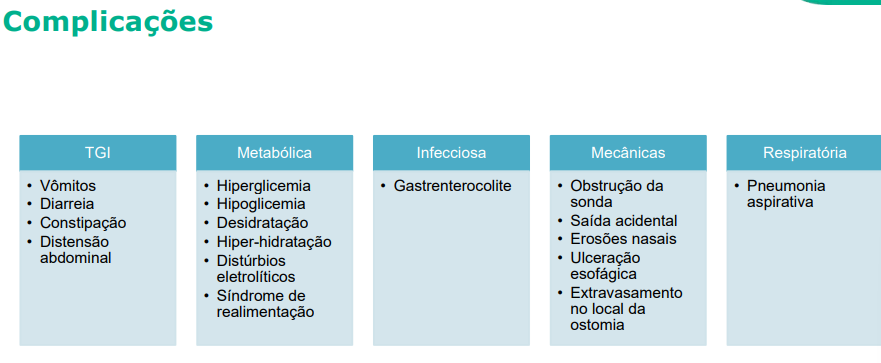 Complicações
TGI
• Vômitos
• Diarreia
• Constipação
• Distensão
abdominal
Metabólica
• Hiperglicemia
• Hipoglicemia
• Desidratação
• Hiper-hidratação
• Distúrbios
eletrolíticos
• Síndrome de
realimentação
Infecciosa
• Gastrenterocolite
Mecânicas
• Obstrução da
sonda
• Saída acidental
• Erosões nasais
• Ulceração
esofágica
• Extravasamento
no local da
ostomia
Respiratória
• Pneumonia
aspirativa